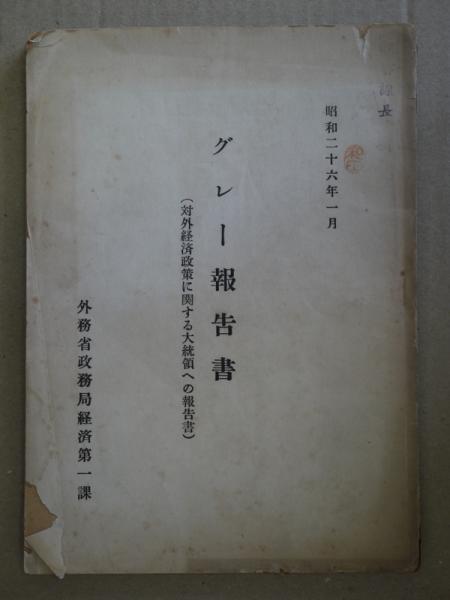 課長
昭和二十六年一月
グレー報告書
(対外経済政策に関する大統領への報告書)
外務省政務局経済第一課